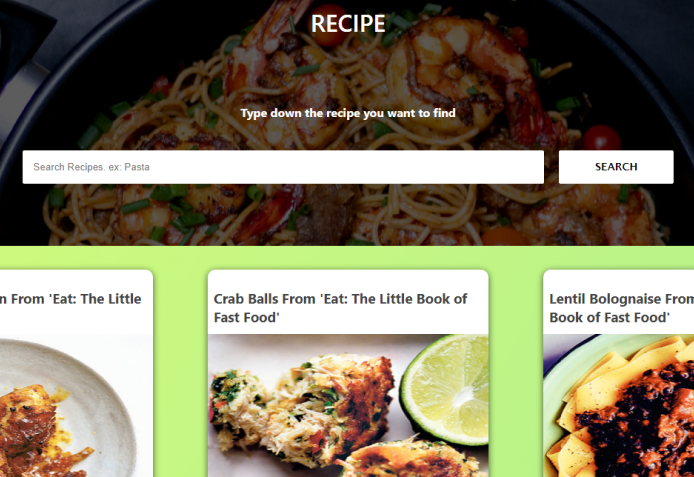 RECIPE
Type down the recipe you want to find
Search Recipes. ex: Pasta
SEARCH
n From 'Eat: The Little
Crab Balls From 'Eat: The Little Book of
Fast Food'
Lentil Bolognaise From
Book of Fast Food'